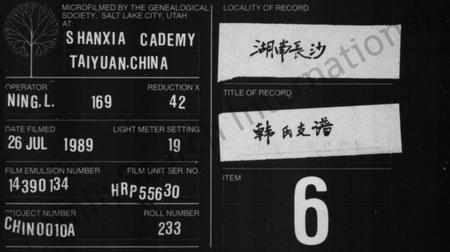 MICROFILMED BY THE GENEALOGICAL
SOCIETY, SALT LAKE CITY, UTAH
AT:
SHANXIA CADEMY
TAIYUAN.CHINA
OPERATOR
REDUCTION X
NING, L.
169
42
DATE FILMED
LIGHT METER SETTING
26 JUL 1989
19
FILM EMULSION NUMBER
FILM UNIT SER. NO.
14390134
HRP55630
PROJECT NUMBER
ROLL NUMBER
CHIN0010A
233
LOCALITY OF RECORD
湖南長沙
TITLE OF RECORD
韩氏支谱
ITEM
6